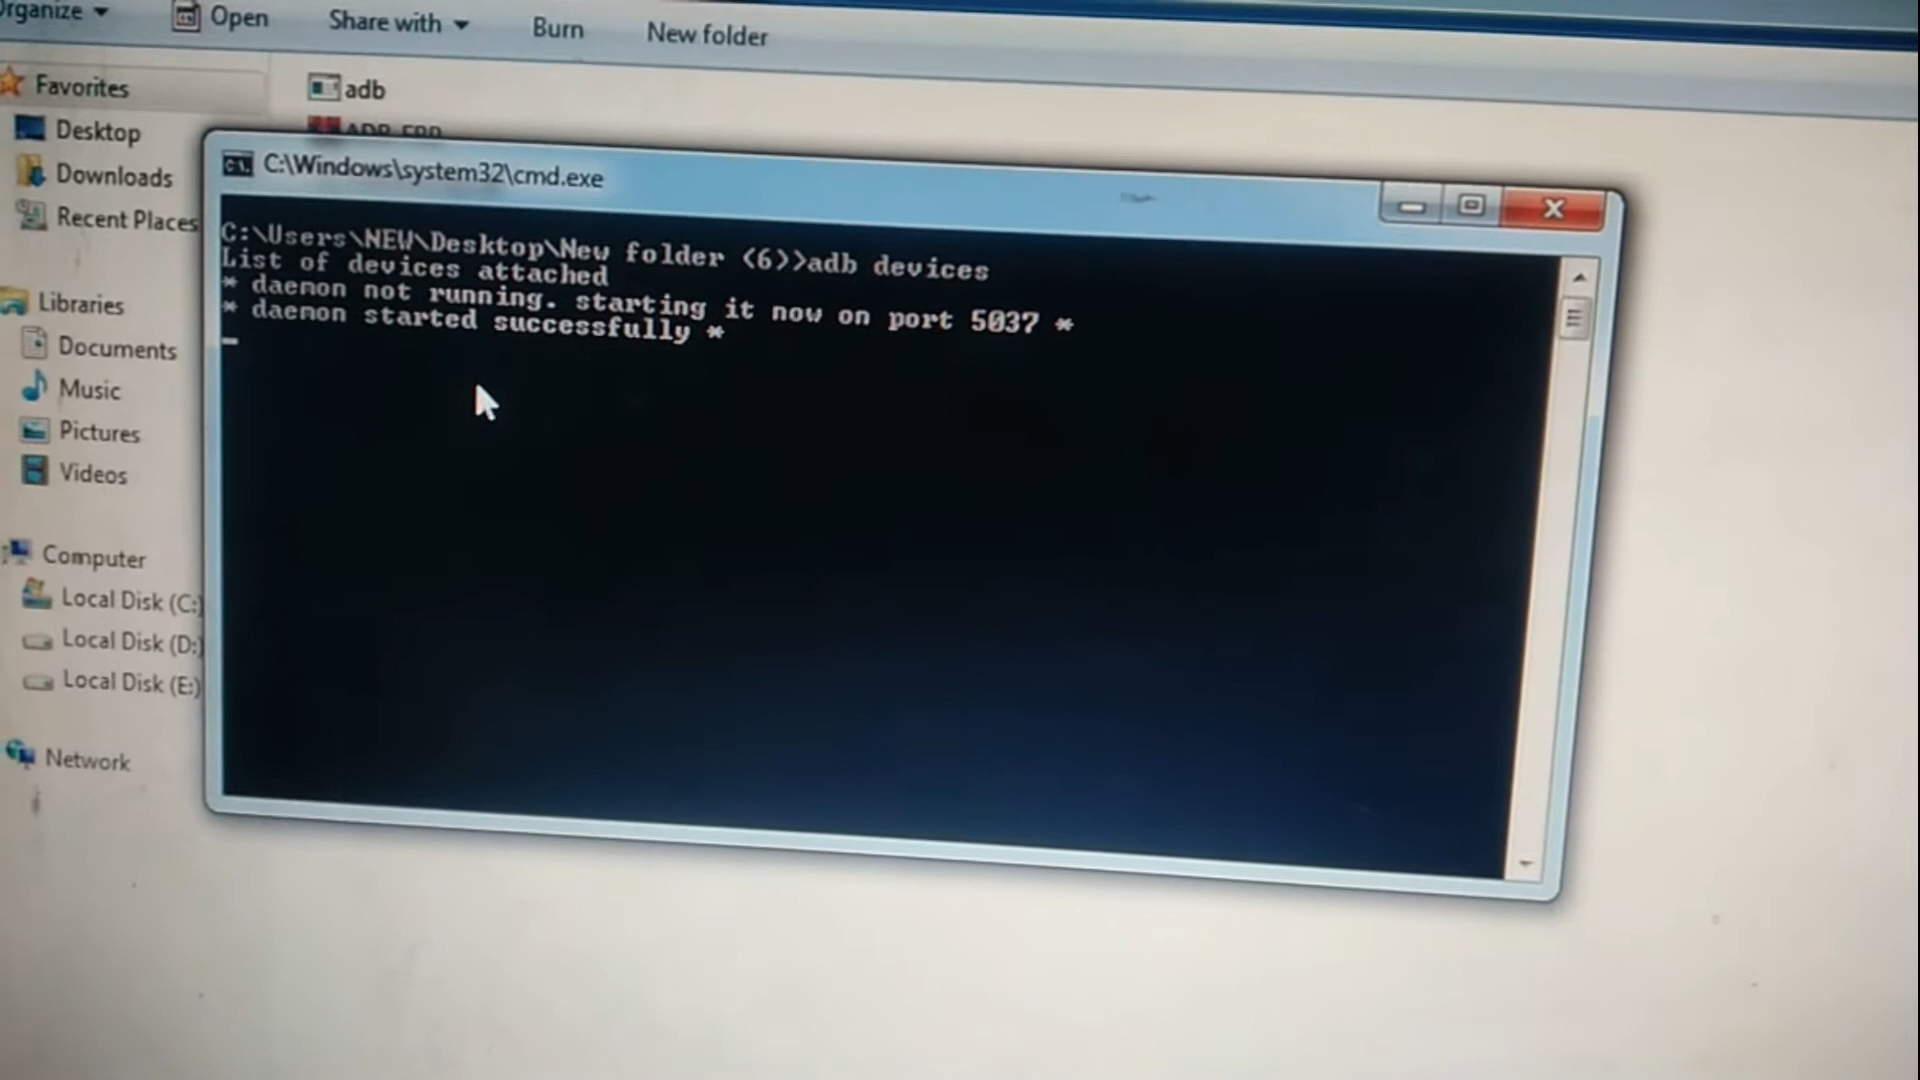 Organize
Open
Share with
Burn
New folder
Favorites
Desktop
Downloads
Recent Places
Libraries
Documents
Music
Pictures
Videos
Computer
Local Disk (C:)
Local Disk (D:)
Local Disk (E:)
Network
adb
ADB FRP
C:\Windows\system32\cmd.exe
C:\Users\NEW\Desktop\New folder (6)>adb devices
List of devices attached
* daemon not running. starting it now on port 5037 *
* daemon started successfully *